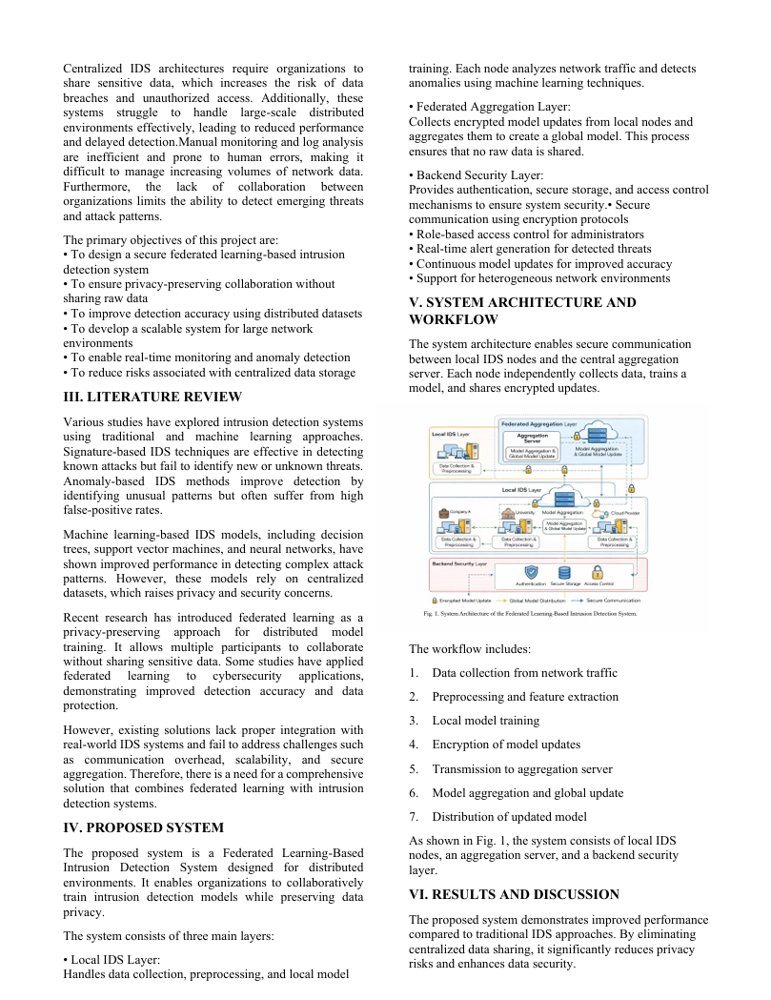 Centralized IDS architectures require organizations to
share sensitive data, which increases the risk of data
breaches and unauthorized access. Additionally, these
systems struggle to handle large-scale distributed
environments effectively, leading to reduced performance
and delayed detection.Manual monitoring and log analysis
are inefficient and prone to human errors, making it
difficult to manage increasing volumes of network data.
Furthermore, the lack of collaboration between
organizations limits the ability to detect emerging threats
and attack patterns.
The primary objectives of this project are:
• To design a secure federated learning-based intrusion
detection system
• To ensure privacy-preserving collaboration without
sharing raw data
• To improve detection accuracy using distributed datasets
• To develop a scalable system for large network
environments
• To enable real-time monitoring and anomaly detection
• To reduce risks associated with centralized data storage
III. LITERATURE REVIEW
Various studies have explored intrusion detection systems
using traditional and machine learning approaches.
Signature-based IDS techniques are effective in detecting
known attacks but fail to identify new or unknown threats.
Anomaly-based IDS methods improve detection by
identifying unusual patterns but often suffer from high
false-positive rates.
Machine learning-based IDS models, including decision
trees, support vector machines, and neural networks, have
shown improved performance in detecting complex attack
patterns. However, these models rely on centralized
datasets, which raises privacy and security concerns.
Recent research has introduced federated learning as a
privacy-preserving approach for distributed model
training. It allows multiple participants to collaborate
without sharing sensitive data. Some studies have applied
federated learning to cybersecurity applications,
demonstrating improved detection accuracy and data
protection.
However, existing solutions lack proper integration with
real-world IDS systems and fail to address challenges such
as communication overhead, scalability, and secure
aggregation. Therefore, there is a need for a comprehensive
solution that combines federated learning with intrusion
detection systems.
IV. PROPOSED SYSTEM
The proposed system is a Federated Learning-Based
Intrusion Detection System designed for distributed
environments. It enables organizations to collaboratively
train intrusion detection models while preserving data
privacy.
The system consists of three main layers:
• Local IDS Layer:
Handles data collection, preprocessing, and local model
training. Each node analyzes network traffic and detects
anomalies using machine learning techniques.
• Federated Aggregation Layer:
Collects encrypted model updates from local nodes and
aggregates them to create a global model. This process
ensures that no raw data is shared.
• Backend Security Layer:
Provides authentication, secure storage, and access control
mechanisms to ensure system security.• Secure
communication using encryption protocols
• Role-based access control for administrators
• Real-time alert generation for detected threats
• Continuous model updates for improved accuracy
• Support for heterogeneous network environments
V. SYSTEM ARCHITECTURE AND
WORKFLOW
The system architecture enables secure communication
between local IDS nodes and the central aggregation
server. Each node independently collects data, trains a
model, and shares encrypted updates.
Federated Aggregation Layer
Local IDS Layer
Aggregation
Server
Model Aggregation
& Global Model Update
Model Aggregation
& Global Model Update
Data Collection &
Preprocessing
Local IDS Layer
Company A
University
Model Aggregation
Cloud Provider
Model Aggregation
& Global Model Update
Data Collection &
Preprocessing
Data Collection &
Preprocessing
Data Collection &
Preprocessing
Backend Security Layer
Authentication
Secure Storage
Access Control
Encrypted Model Update
Global Model Distribution
Secure Communication
Fig. 1. System Architecture of the Federated Learning-Based Intrusion Detection System.
The workflow includes:
1. Data collection from network traffic
2. Preprocessing and feature extraction
3. Local model training
4. Encryption of model updates
5. Transmission to aggregation server
6. Model aggregation and global update
7. Distribution of updated model
As shown in Fig. 1, the system consists of local IDS
nodes, an aggregation server, and a backend security
layer.
VI. RESULTS AND DISCUSSION
The proposed system demonstrates improved performance
compared to traditional IDS approaches. By eliminating
centralized data sharing, it significantly reduces privacy
risks and enhances data security.